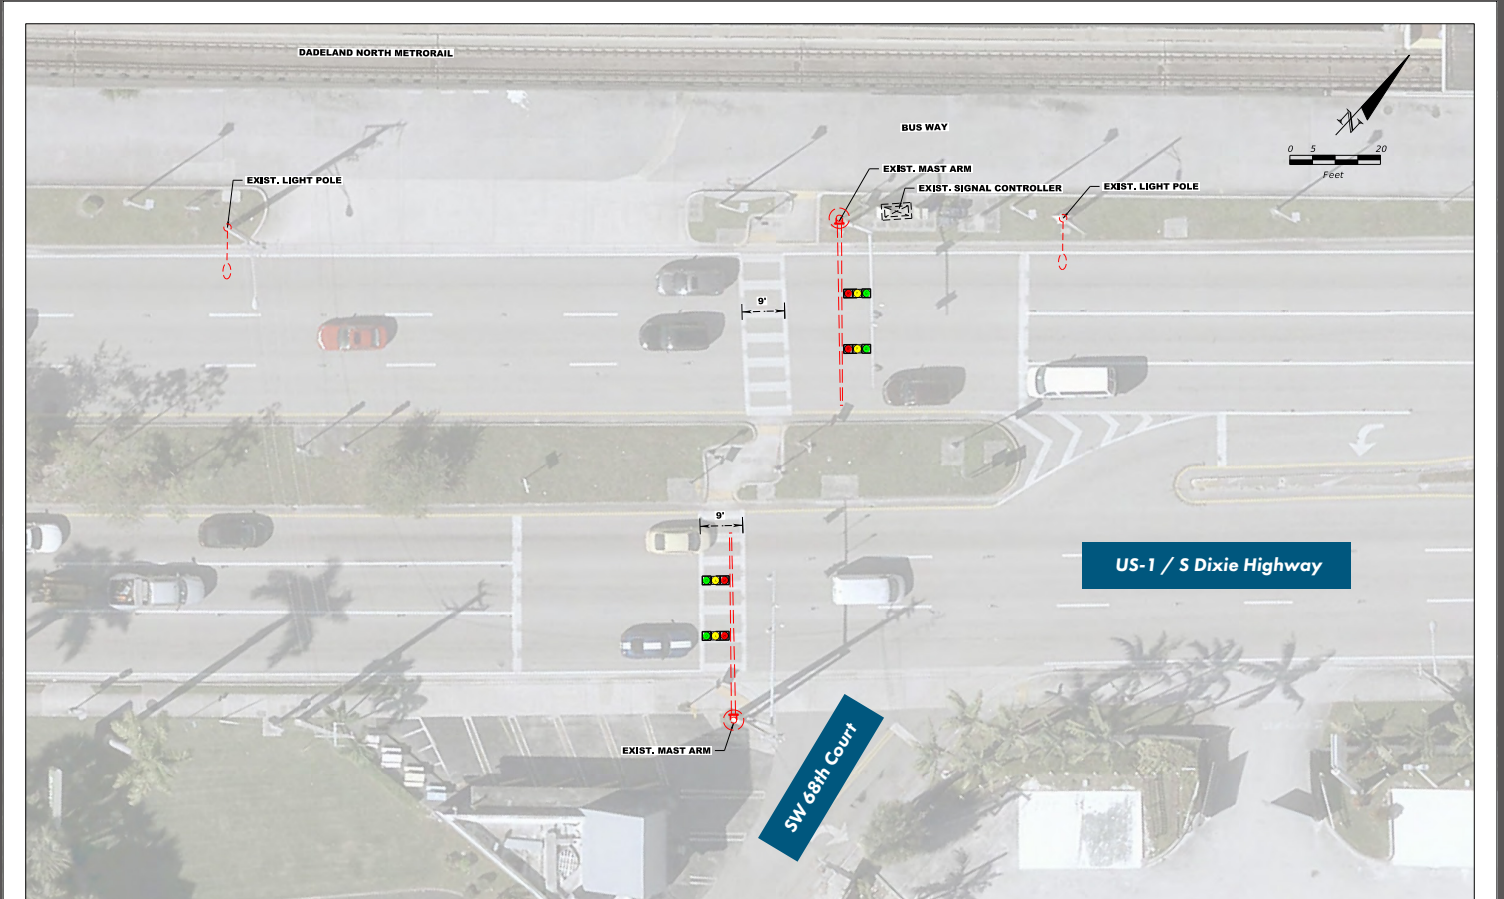 DADELAND NORTH METRORAIL
BUS WAY
N
0 5 20
Feet
EXIST. LIGHT POLE
EXIST. MAST ARM
EXIST. SIGNAL CONTROLLER
EXIST. LIGHT POLE
9'
9'
US-1 / S Dixie Highway
EXIST. MAST ARM
SW 68th Court